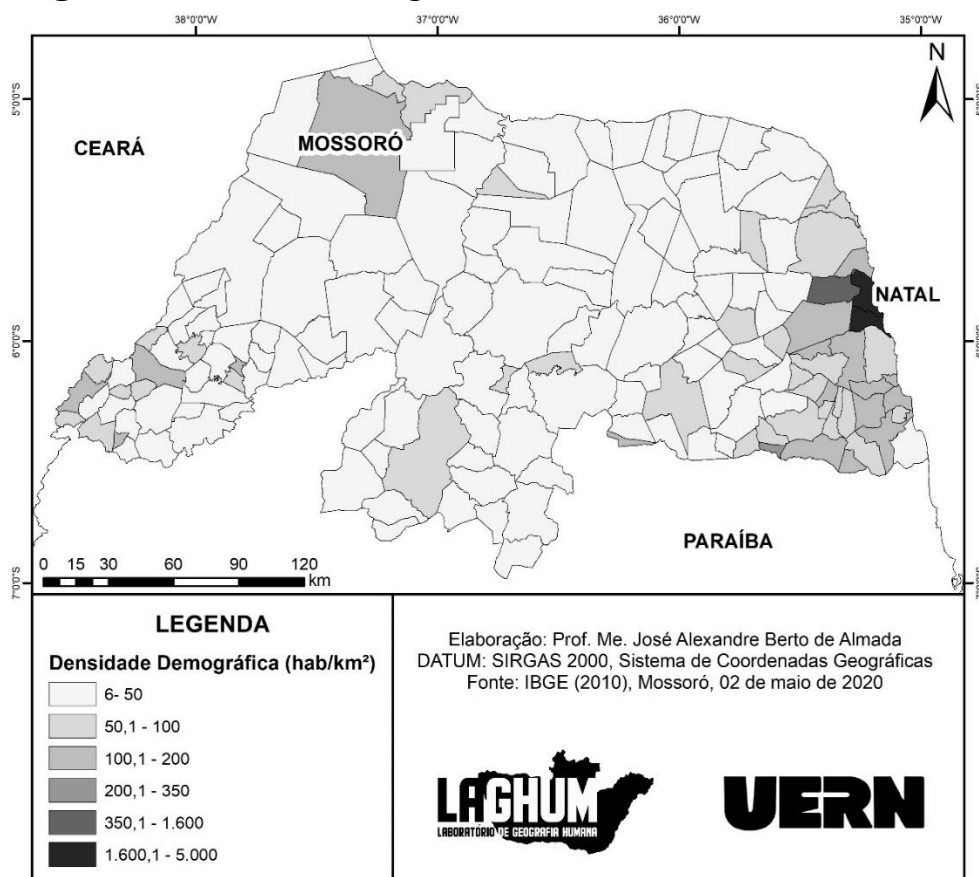 38°0'0"W
37°0'0"W
36°0'0"W
35°0'0"W
N
5°0'0"S
CEARÁ
MOSSORÓ
NATAL
6°0'0"S
6°0'0"S
PARAÍBA
0 15 30 60 90 120
km
7°0'0"S
LEGENDA
Densidade Demográfica (hab/km²)
6- 50
50,1 - 100
100,1 - 200
200,1 - 350
350,1 - 1.600
1.600,1 - 5.000
Elaboração: Prof. Me. José Alexandre Berto de Almada
DATUM: SIRGAS 2000, Sistema de Coordenadas Geográficas
Fonte: IBGE (2010), Mossoró, 02 de maio de 2020
LAGHUM
LABORATÓRIO DE GEOGRAFIA HUMANA
UERN